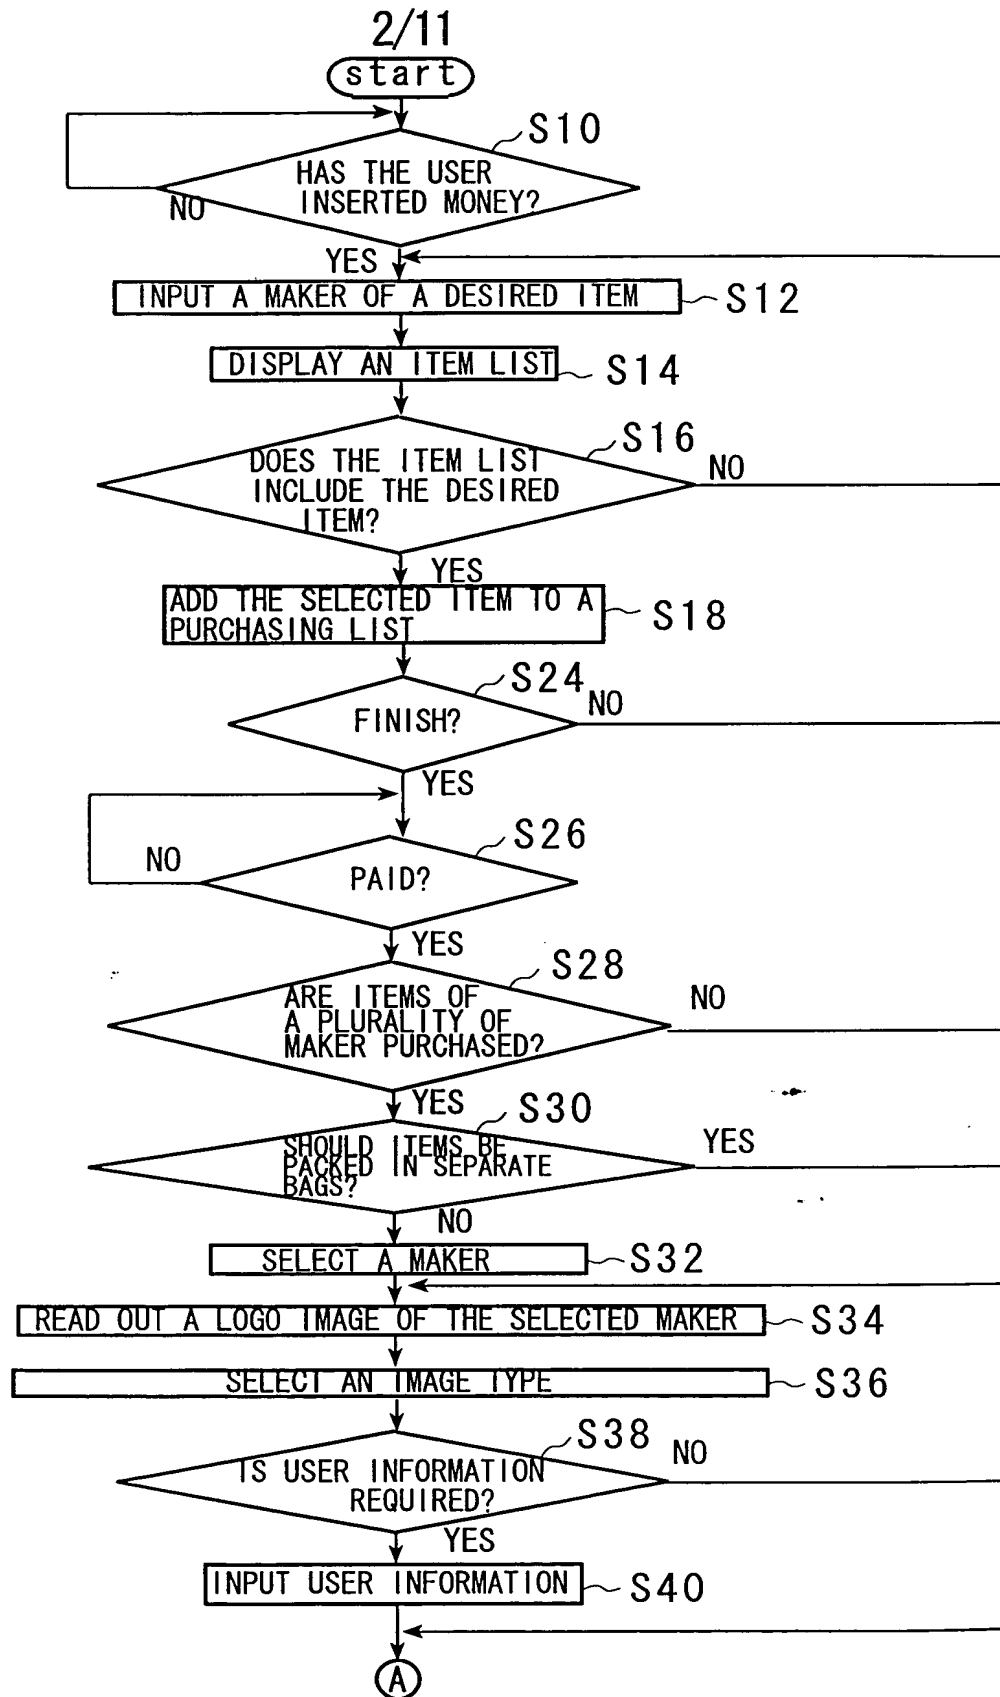 2/11
start
S10
HAS THE USER
INSERTED MONEY?
NO
YES
INPUT A MAKER OF A DESIRED ITEM
S12
DISPLAY AN ITEM LIST
S14
S16
DOES THE ITEM LIST
INCLUDE THE DESIRED
ITEM?
NO
YES
ADD THE SELECTED ITEM TO A
PURCHASING LIST
S18
S24
FINISH?
NO
YES
S26
NO
PAID?
YES
S28
ARE ITEMS OF
A PLURALITY OF
MAKER PURCHASED?
NO
YES
S30
SHOULD ITEMS BE
PACKED IN SEPARATE
BAGS?
YES
NO
SELECT A MAKER
S32
READ OUT A LOGO IMAGE OF THE SELECTED MAKER
S34
SELECT AN IMAGE TYPE
S36
S38
IS USER INFORMATION
REQUIRED?
NO
YES
INPUT USER INFORMATION
S40
A